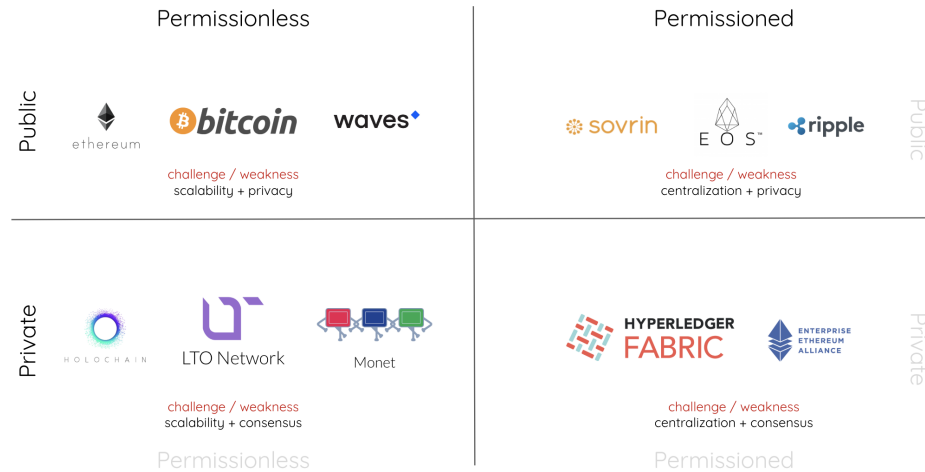 Permissionless
Permissioned
Public
ethereum
bitcoin
waves
challenge / weakness
scalability + privacy
sovrin
E O S™
ripple
challenge / weakness
centralization + privacy
Public
Private
HOLOCHAIN
LTO Network
Monet
challenge / weakness
scalability + consensus
HYPERLEDGER
FABRIC
ENTERPRISE
ETHEREUM
ALLIANCE
challenge / weakness
centralization + consensus
Private
Permissionless
Permissioned